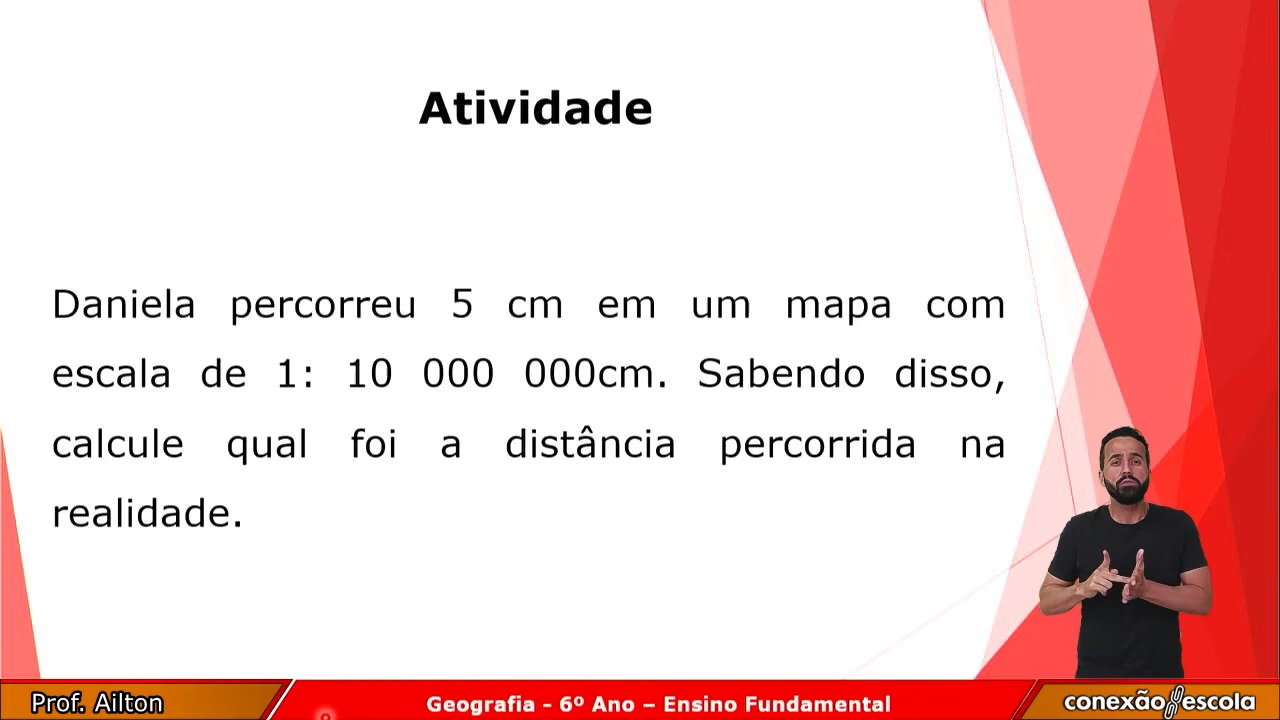 Atividade
Daniela percorreu 5 cm em um mapa com
escala de 1: 10 000 000cm. Sabendo disso,
calcule qual foi a distância percorrida na
realidade.
Prof. Ailton
Geografia - 6º Ano – Ensino Fundamental
conexão escola